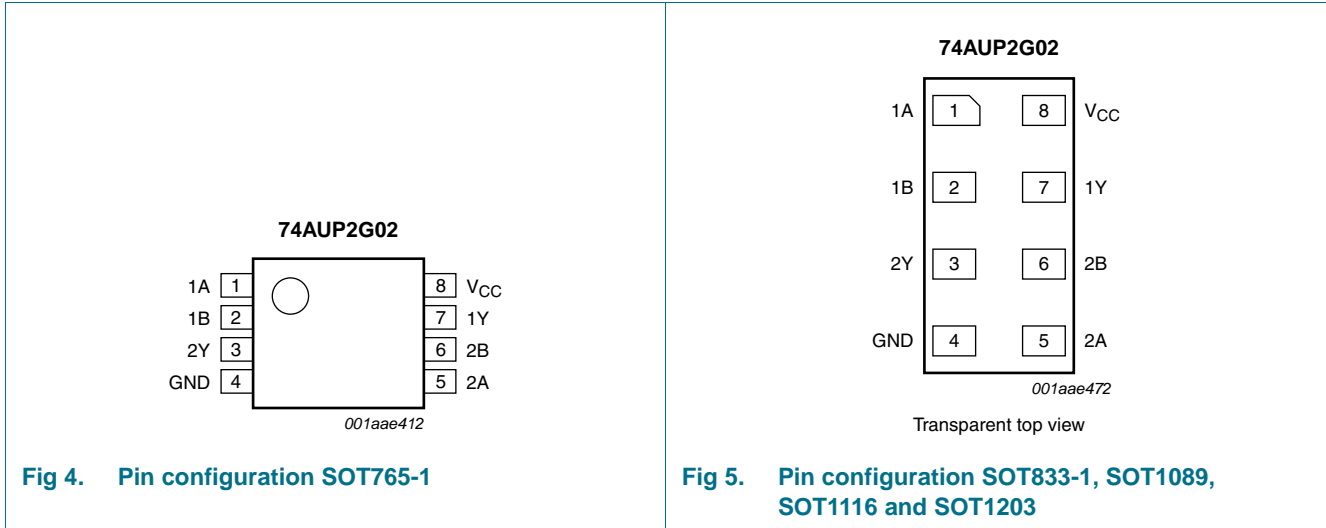 74AUP2G02
1A 1 8 VCC
1B 2 7 1Y
2Y 3 6 2B
GND 4 5 2A
001aae412
Fig 4. Pin configuration SOT765-1
74AUP2G02
1A 1 8 VCC
1B 2 7 1Y
2Y 3 6 2B
GND 4 5 2A
001aae472
Transparent top view
Fig 5. Pin configuration SOT833-1, SOT1089,
SOT1116 and SOT1203